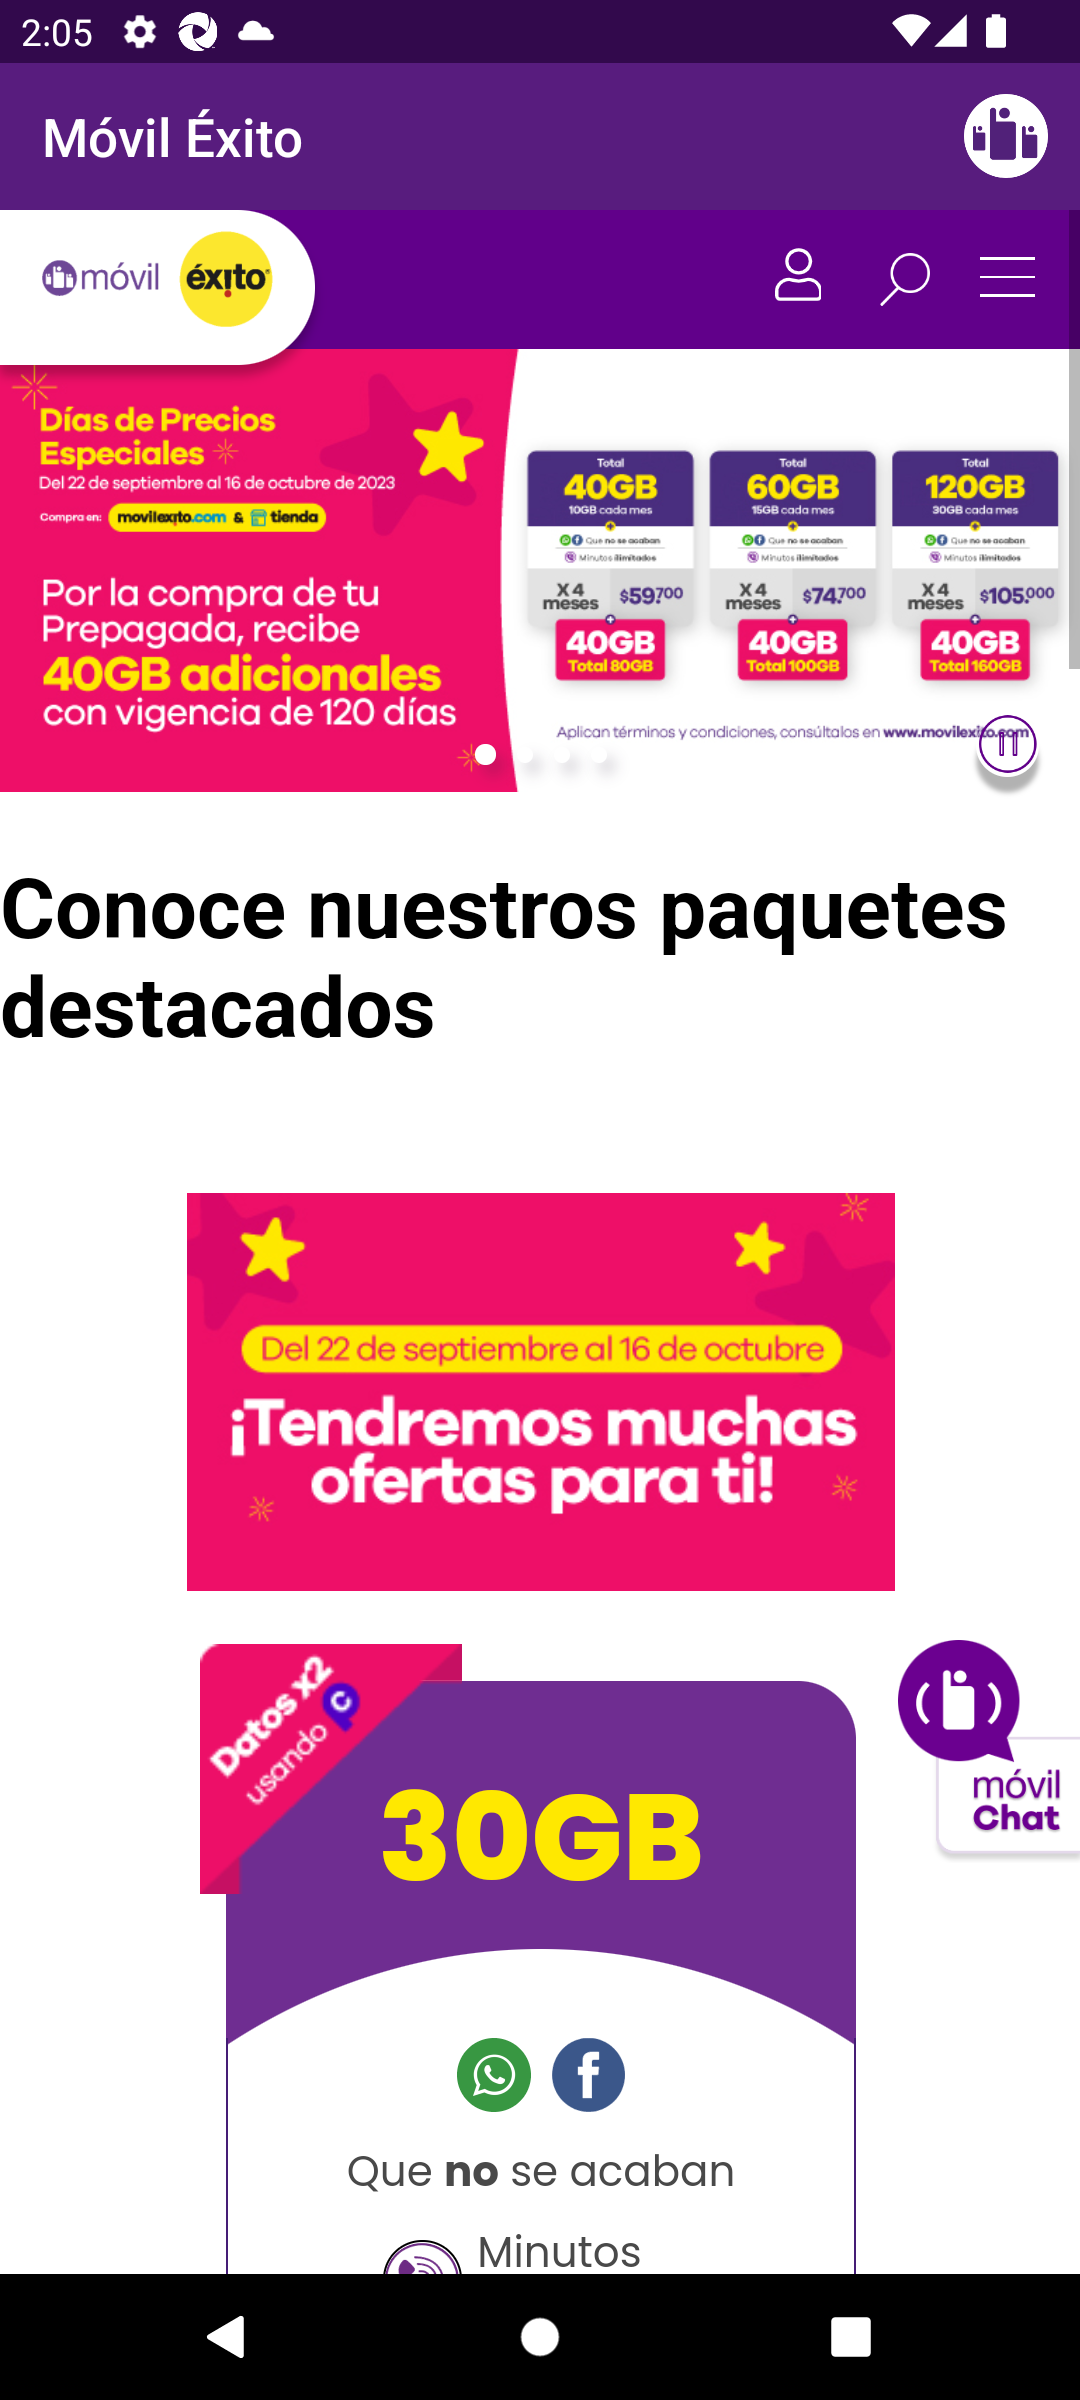 2:05
Móvil Éxito
móvil éxito
Días de Precios
Especiales
Del 22 de septiembre al 16 de octubre de 2023
Compra en: movilexito.com & tienda
Por la compra de tu
Prepagada, recibe
40GB adicionales
con vigencia de 120 días
Total
40GB
10GB cada mes
Que no se acaban
Minutos ilimitados
X 4
meses
$59.700
40GB
Total 80GB
Total
60GB
15GB cada mes
Que no se acaban
Minutos ilimitados
X 4
meses
$74.700
40GB
Total 100GB
Total
120GB
30GB cada mes
Que no se acaban
Minutos ilimitados
X 4
meses
$105.000
40GB
Total 160GB
Aplican términos y condiciones, consúltalos en www.movilexito.com
Conoce nuestros paquetes
destacados
Del 22 de septiembre al 16 de octubre
¡Tendremos muchas
ofertas para ti!
Datos x2
usando
30GB
móvil
Chat
Que no se acaban
Minutos